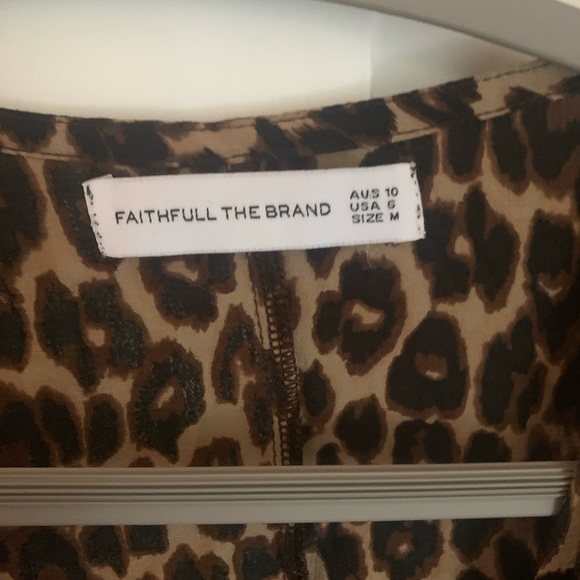 FAITHFULL THE BRAND
AUS 10
USA 6
SIZE M